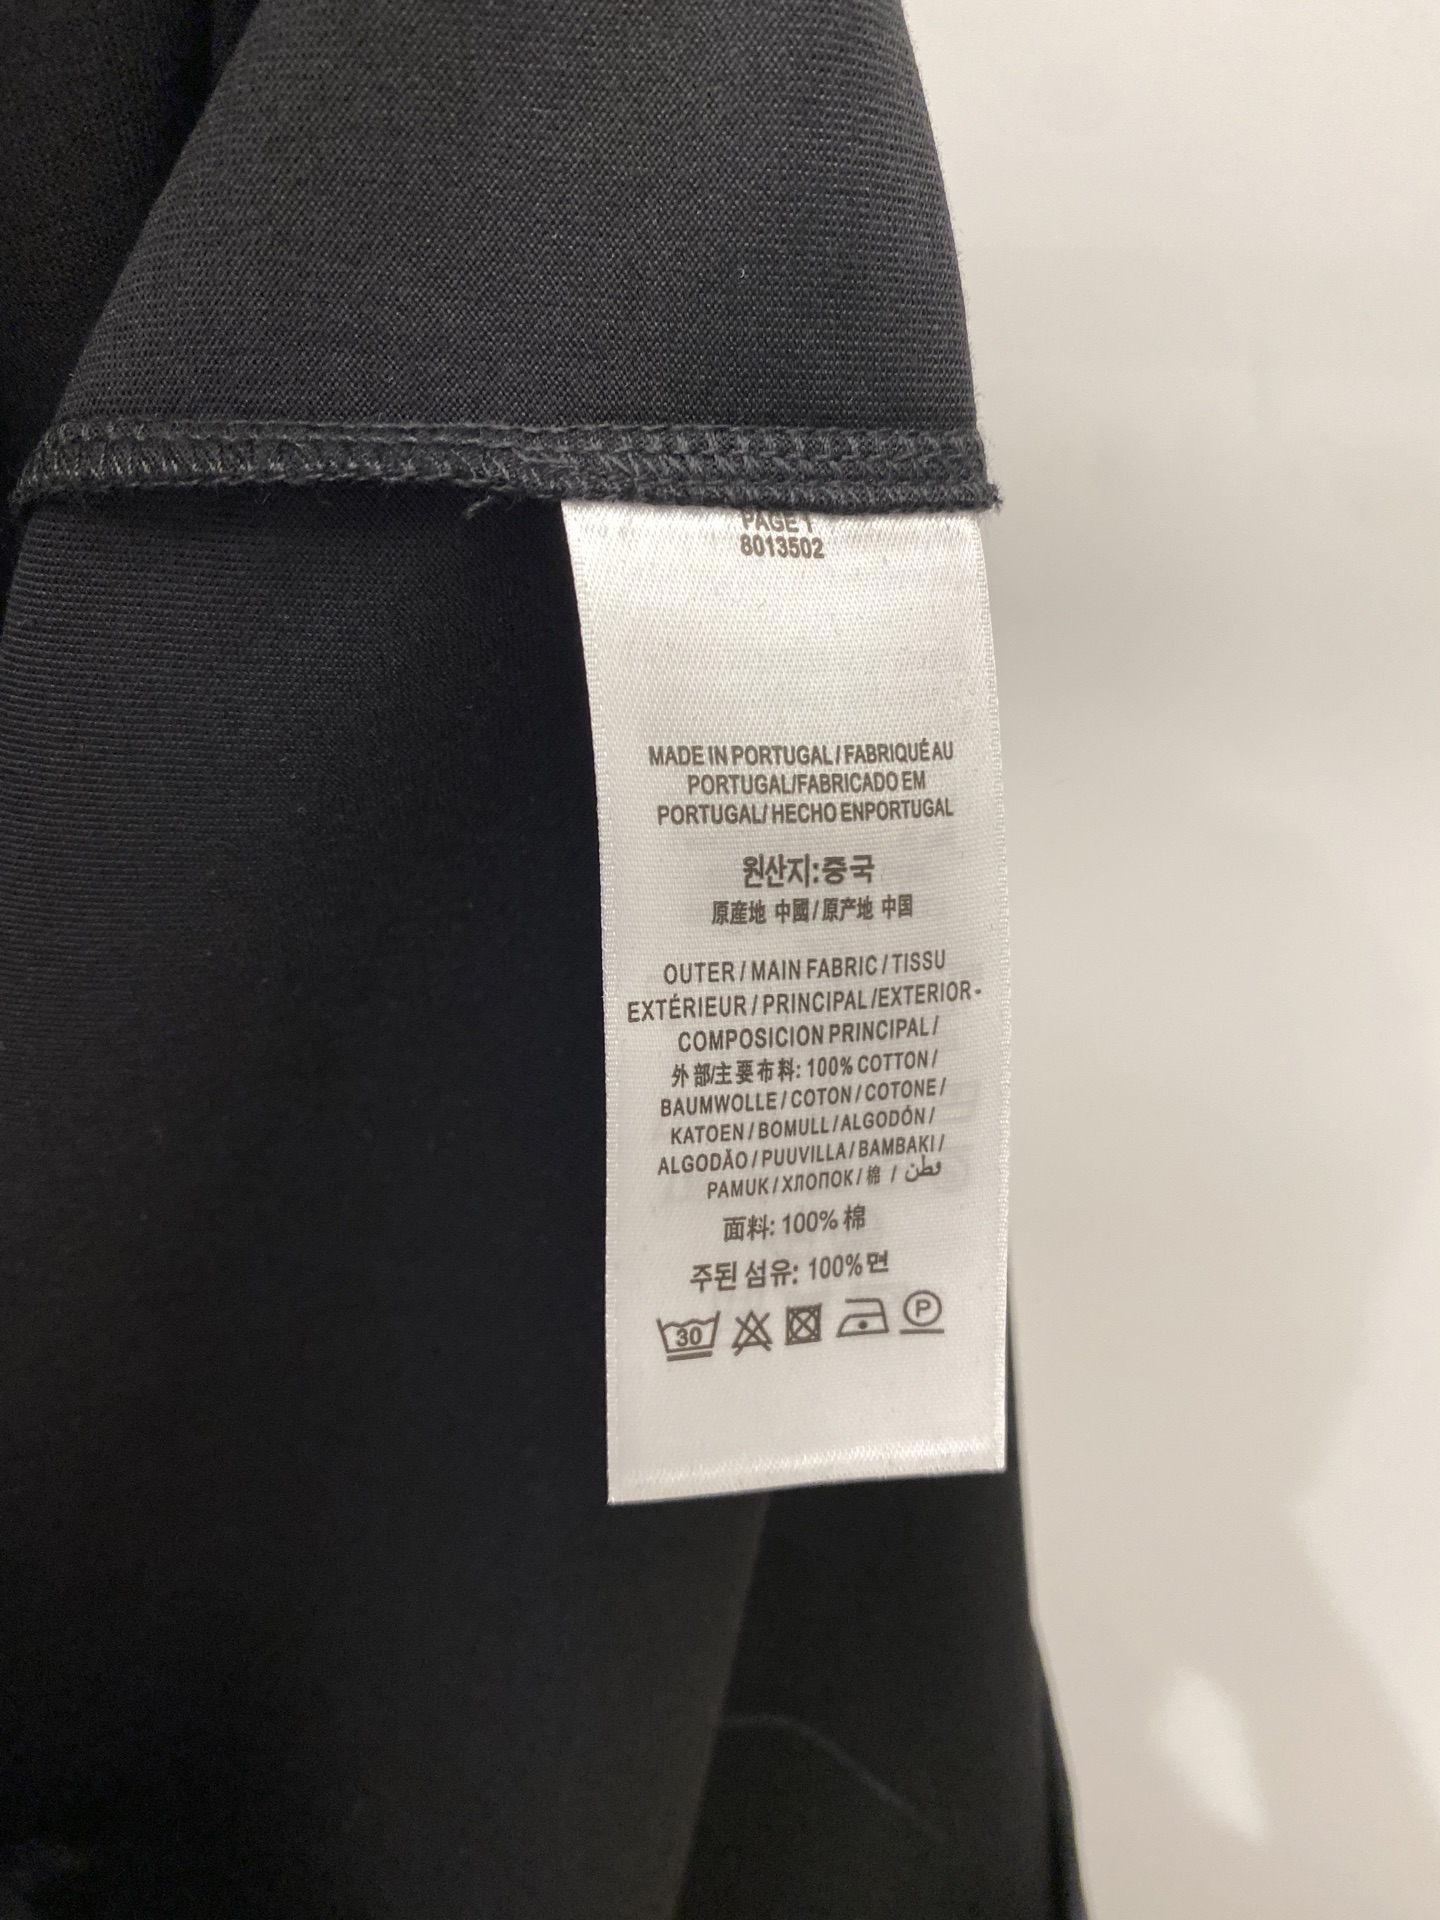 PAGE 1
8013502
MADE IN PORTUGAL / FABRIQUÉ AU
PORTUGAL/FABRICADO EM
PORTUGAL/ HECHO ENPORTUGAL
원산지:중국
原産地 中國 / 原产地 中国
OUTER / MAIN FABRIC / TISSU
EXTÉRIEUR / PRINCIPAL /EXTERIOR-
COMPOSICION PRINCIPAL /
外部/主要布料: 100% COTTON /
BAUMWOLLE / COTON / COTONE /
KATOEN / BOMULL / ALGODÓN /
ALGODÃO / PUUVILLA / BAMBAKI /
PAMUK / ХЛОПОК / 棉 / قطن
面料: 100% 棉
주된 섬유: 100% 면
30 P